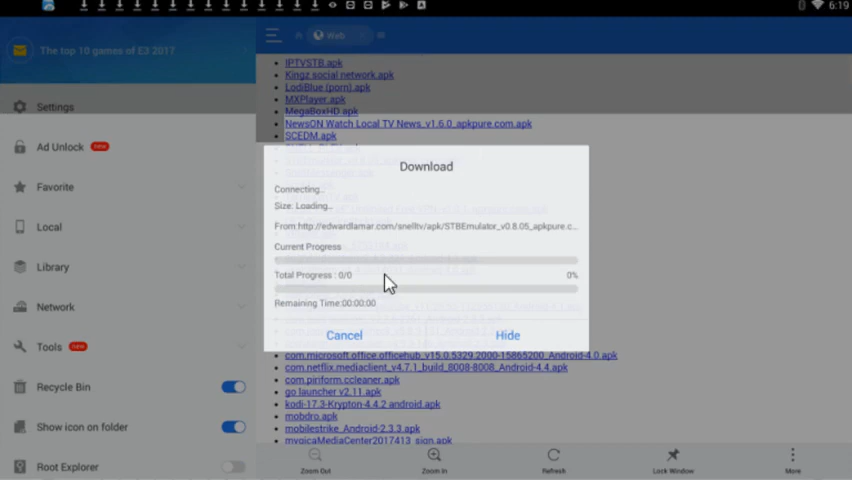 6:19
The top 10 games of E3 2017
Settings
Ad Unlock new
Favorite
Local
Library
Network
Tools new
Recycle Bin
Show icon on folder
Root Explorer
Web
IPTVSTB.apk
Kingz social network.apk
LodiBlue (porn).apk
MXPlayer.apk
MegaBoxHD.apk
NewsON Watch Local TV News_v1.6.0_apkpure.com.apk
SCEDM.apk
Download
Connecting..
Size: Loading..
From:http://edwardlamar.com/snelltv/apk/STBEmulator_v0.8.05_apkpure.c...
Current Progress
Total Progress : 0/0 0%
Remaining Time:00:00:00
Cancel Hide
com.microsoft.office.officehub_v15.0.5329.2000-15865200_Android-4.0.apk
com.netflix.mediaclient_v4.7.1_build_8008-8008_Android-4.4.apk
com.piriform.ccleaner.apk
go launcher v2.11.apk
kodi-17.3-Krypton-4.4.2 android.apk
mobdro.apk
mobilestrike_Android-2.3.3.apk
mygicaMediaCenter2017413_sign.apk
Zoom Out Zoom In Refresh Lock Window More